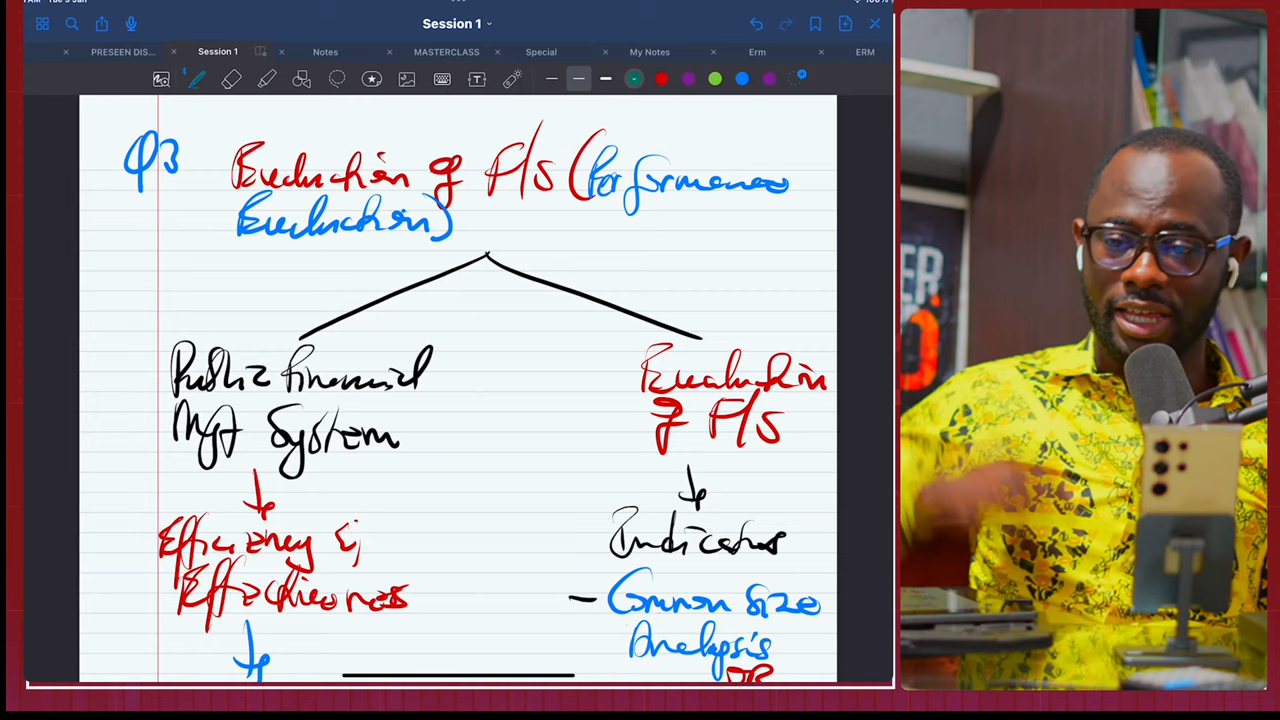 Session 1
PRESEEN DIS...
Session 1
Notes
MASTERCLASS
Special
My Notes
Erm
ERM
Q3 Evaluation of F/S (Performance
Evaluation)
Public Financial
Mgt System
Efficiency &
Effectiveness
Evaluation
of F/S
Indicators
- Common Size
Analysis
OR